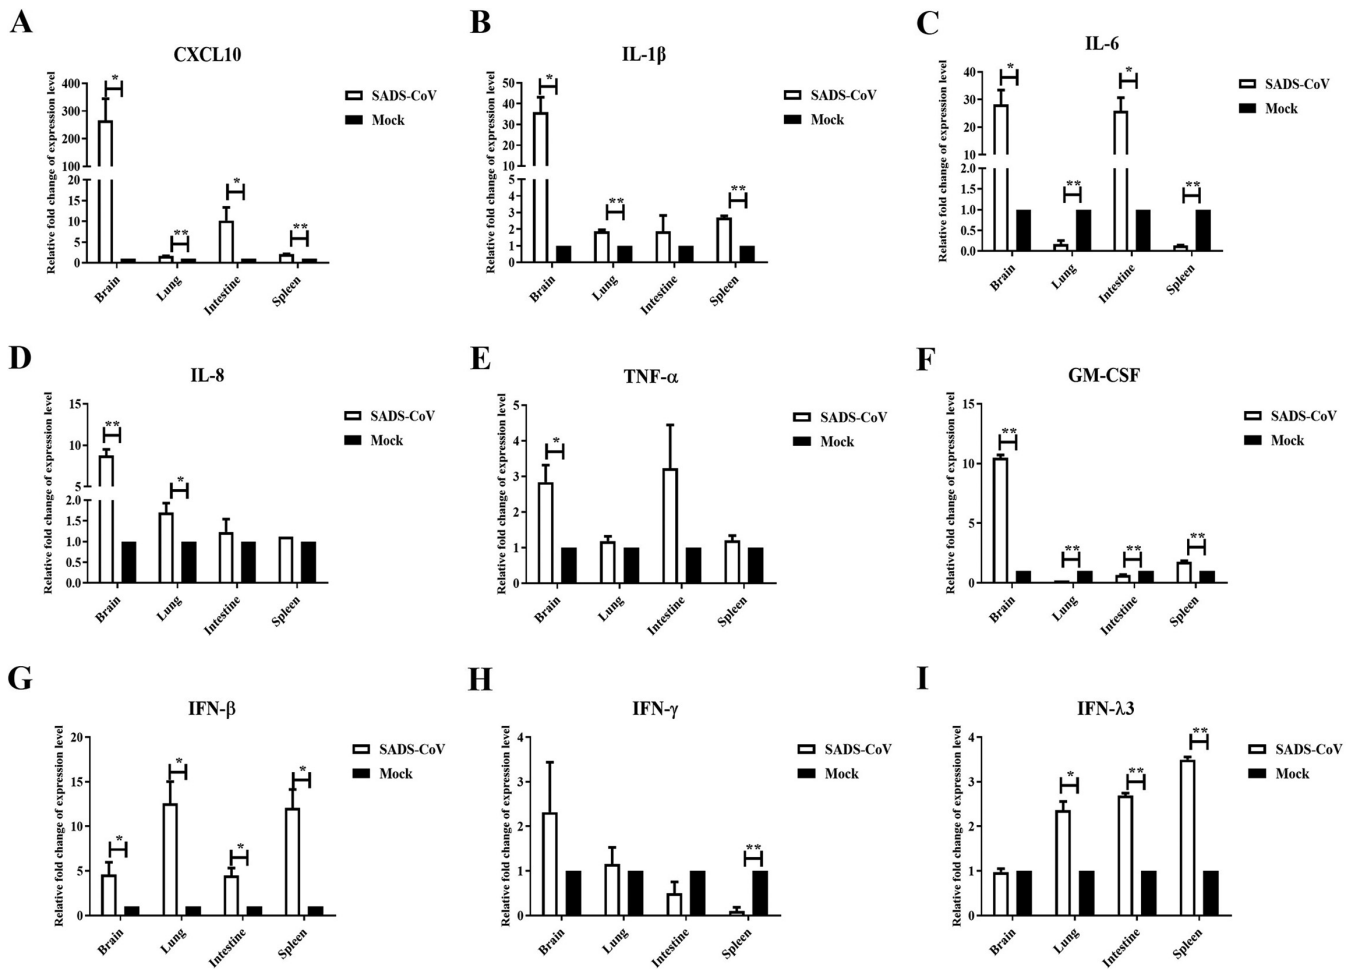 A
CXCL10
Relative fold change of expression level
400
300
200
100
20
15
10
5
0
*
**
*
**
Brain
Lung
Intestine
Spleen
SADS-CoV
Mock
B
IL-1β
Relative fold change of expression level
50
40
30
20
10
5
4
3
2
1
0
*
**
**
Brain
Lung
Intestine
Spleen
SADS-CoV
Mock
C
IL-6
Relative fold change of expression level
40
30
20
10
2.0
1.5
1.0
0.5
0.0
*
**
*
**
Brain
Lung
Intestine
Spleen
SADS-CoV
Mock
D
IL-8
Relative fold change of expression level
15
10
5
2.0
1.5
1.0
0.5
0.0
**
*
Brain
Lung
Intestine
Spleen
SADS-CoV
Mock
E
TNF-α
Relative fold change of expression level
5
4
3
2
1
0
*
Brain
Lung
Intestine
Spleen
SADS-CoV
Mock
F
GM-CSF
Relative fold change of expression level
15
10
5
0
**
**
**
**
Brain
Lung
Intestine
Spleen
SADS-CoV
Mock
G
IFN-β
Relative fold change of expression level
20
15
10
5
0
*
*
*
*
Brain
Lung
Intestine
Spleen
SADS-CoV
Mock
H
IFN-γ
Relative fold change of expression level
4
3
2
1
0
**
Brain
Lung
Intestine
Spleen
SADS-CoV
Mock
I
IFN-λ3
Relative fold change of expression level
4
3
2
1
0
*
**
**
Brain
Lung
Intestine
Spleen
SADS-CoV
Mock